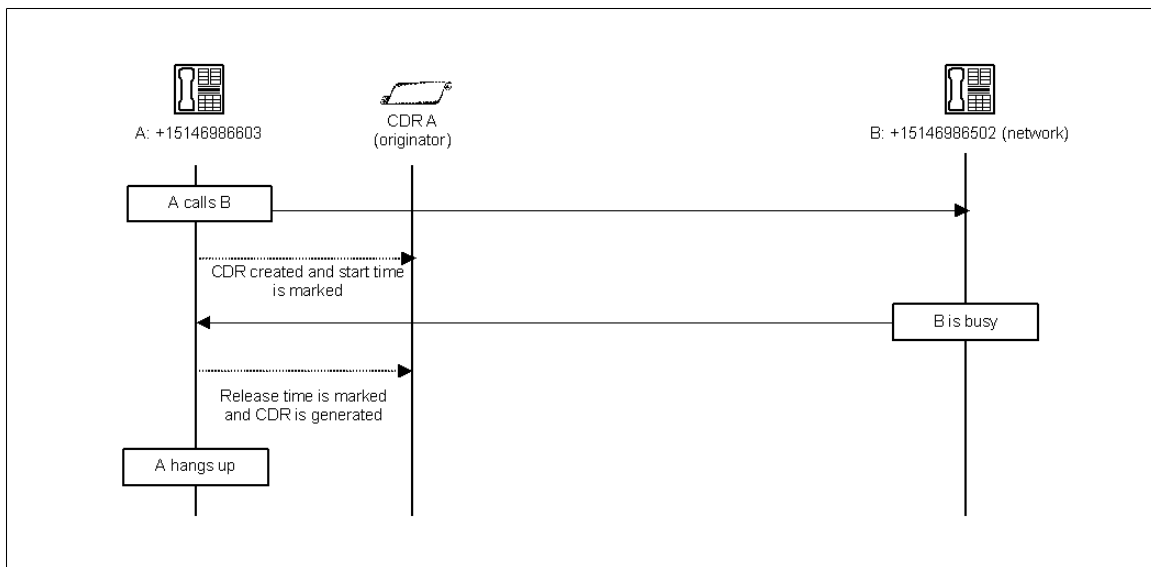 A: +15146986603
CDR A
(originator)
B: +15146986502 (network)
A calls B
CDR created and start time
is marked
B is busy
Release time is marked
and CDR is generated
A hangs up